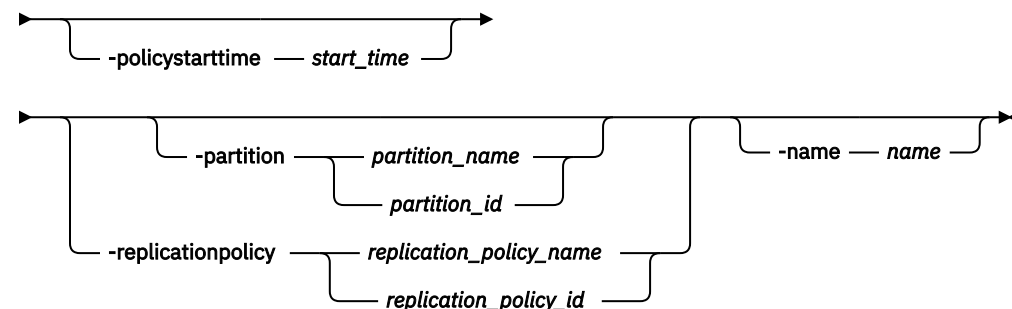 -policystarttime start_time
-partition partition_name
partition_id
-name name
-replicationpolicy replication_policy_name
replication_policy_id